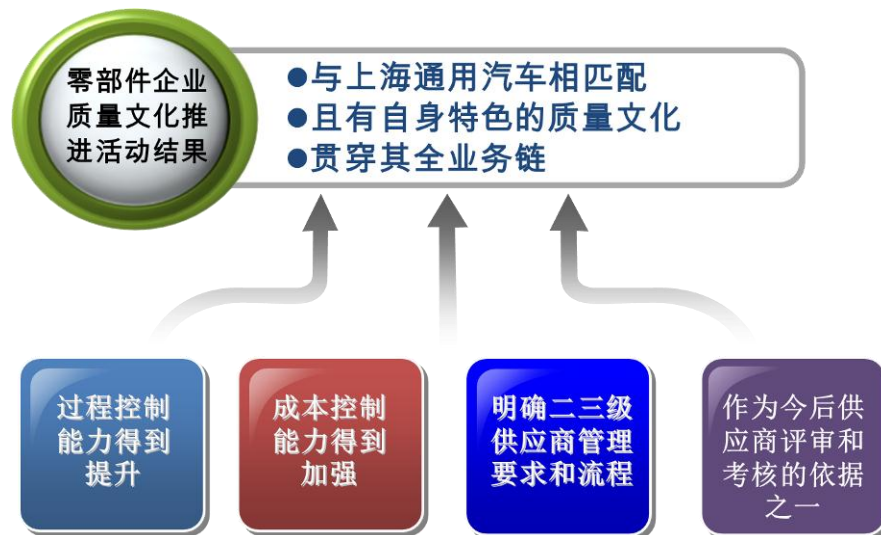 零部件企业
质量文化推
进活动结果
●与上海通用汽车相匹配
●且有自身特色的质量文化
●贯穿其全业务链
过程控制
能力得到
提升
成本控制
能力得到
加强
明确二三级
供应商管理
要求和流程
作为今后供
应商评审和
考核的依据
之一